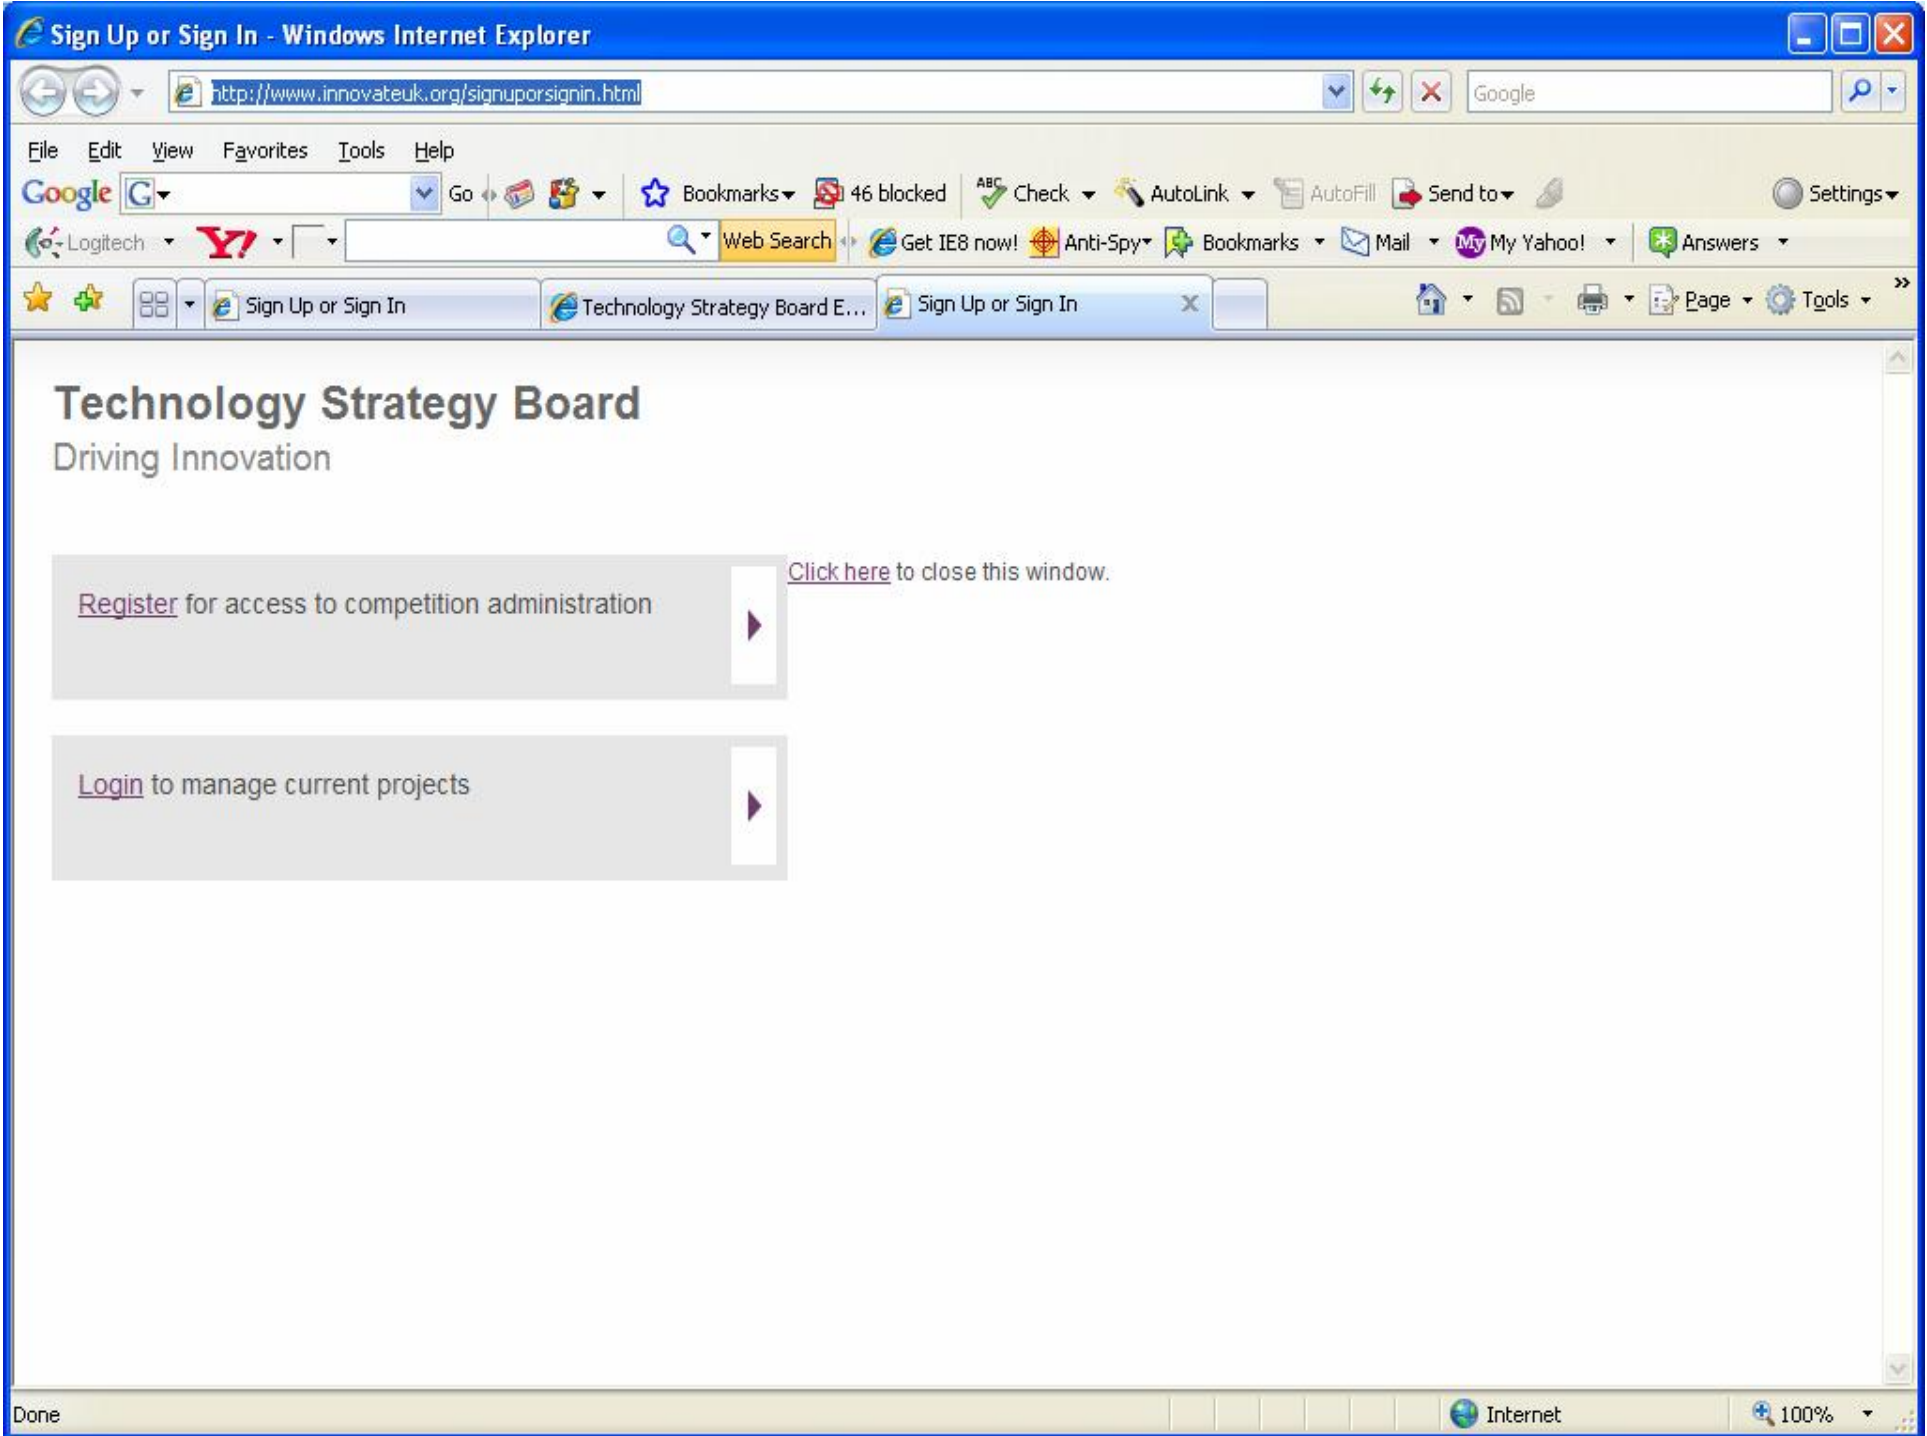 Sign Up or Sign In - Windows Internet Explorer
http://www.innovateuk.org/signuporsignin.html
Google
File Edit View Favorites Tools Help
Google G Go Bookmarks 46 blocked ABC Check AutoLink AutoFill Send to Settings
Logitech Y! Web Search Get IE8 now! Anti-Spy Bookmarks Mail My My Yahoo! Answers
Sign Up or Sign In Technology Strategy Board E... Sign Up or Sign In X Page Tools »
Technology Strategy Board
Driving Innovation
Click here to close this window.
Register for access to competition administration
Login to manage current projects
Done Internet 100%